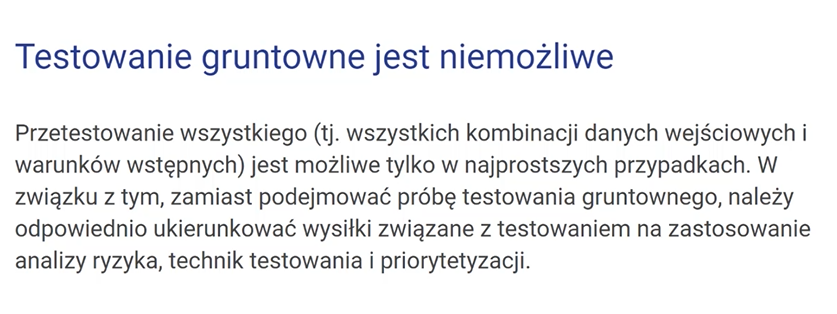 Testowanie gruntowne jest niemożliwe
Przetestowanie wszystkiego (tj. wszystkich kombinacji danych wejściowych i
warunków wstępnych) jest możliwe tylko w najprostszych przypadkach. W
związku z tym, zamiast podejmować próbę testowania gruntownego, należy
odpowiednio ukierunkować wysiłki związane z testowaniem na zastosowanie
analizy ryzyka, technik testowania i priorytetyzacji.